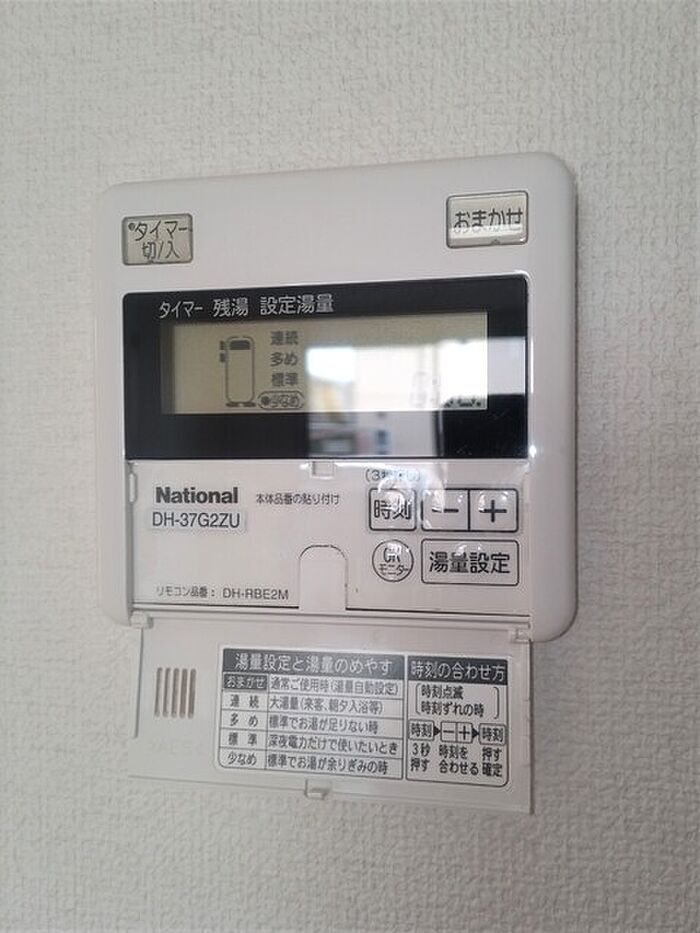 タイマー
切/入
おまかせ
タイマー 残湯 設定湯量
連続
多め
標準
少なめ
National
本体品番の貼り付け
DH-37G2ZU
時刻
－ ＋
モニター
湯量設定
リモコン品番： DH-RBE2M
湯量設定と湯量のめやす
おまかせ 通常ご使用時(湯量自動設定)
連続 大湯量(来客、朝夕入浴等)
多め 標準でお湯が足りない時
標準 深夜電力だけで使いたいとき
少なめ 標準でお湯が余りぎみの時
時刻の合わせ方
時刻点滅
時刻ずれの時
時刻 － ＋ 時刻
3秒 時刻を 押す
押す 合わせる 確定